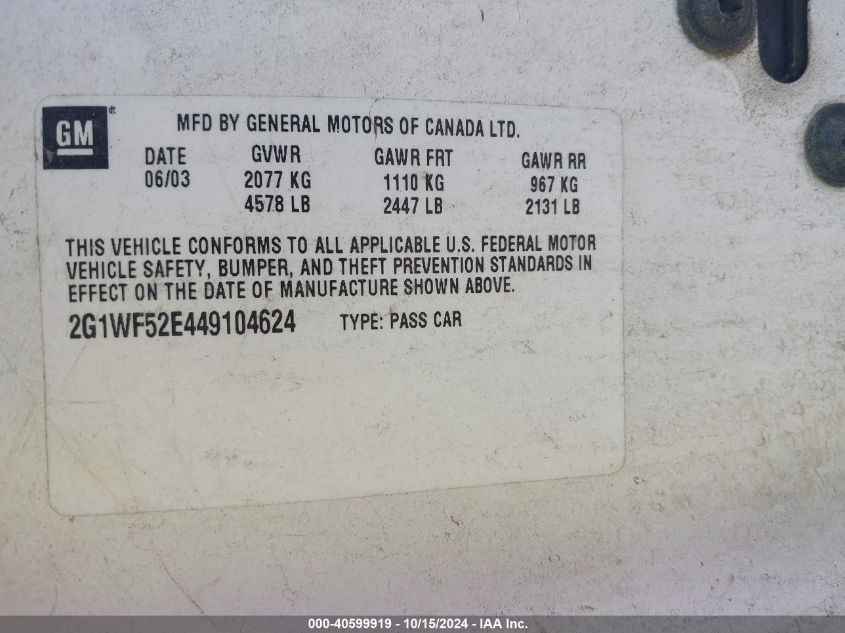 GM®
MFD BY GENERAL MOTORS OF CANADA LTD.
DATE GVWR GAWR FRT GAWR RR
06/03 2077 KG 1110 KG 967 KG
4578 LB 2447 LB 2131 LB
THIS VEHICLE CONFORMS TO ALL APPLICABLE U.S. FEDERAL MOTOR
VEHICLE SAFETY, BUMPER, AND THEFT PREVENTION STANDARDS IN
EFFECT ON THE DATE OF MANUFACTURE SHOWN ABOVE.
2G1WF52E449104624 TYPE: PASS CAR
000-40599919 - 10/15/2024 - IAA Inc.